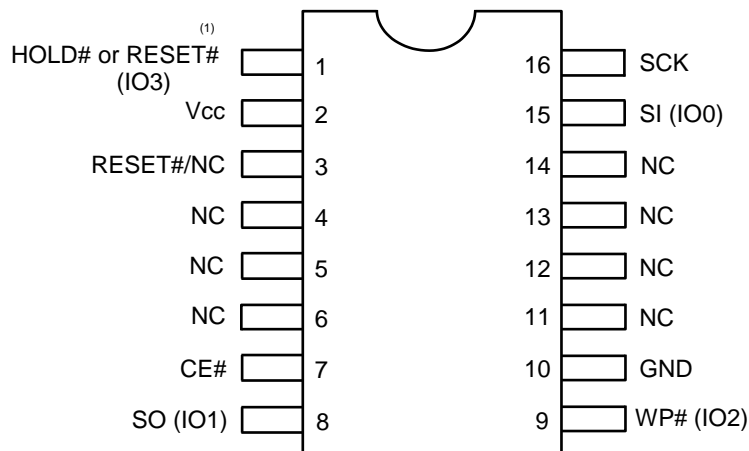 (1)
HOLD# or RESET#
(IO3)
1
16
SCK
Vcc
2
15
SI (IO0)
RESET#/NC
3
14
NC
NC
4
13
NC
NC
5
12
NC
NC
6
11
NC
CE#
7
10
GND
SO (IO1)
8
9
WP# (IO2)